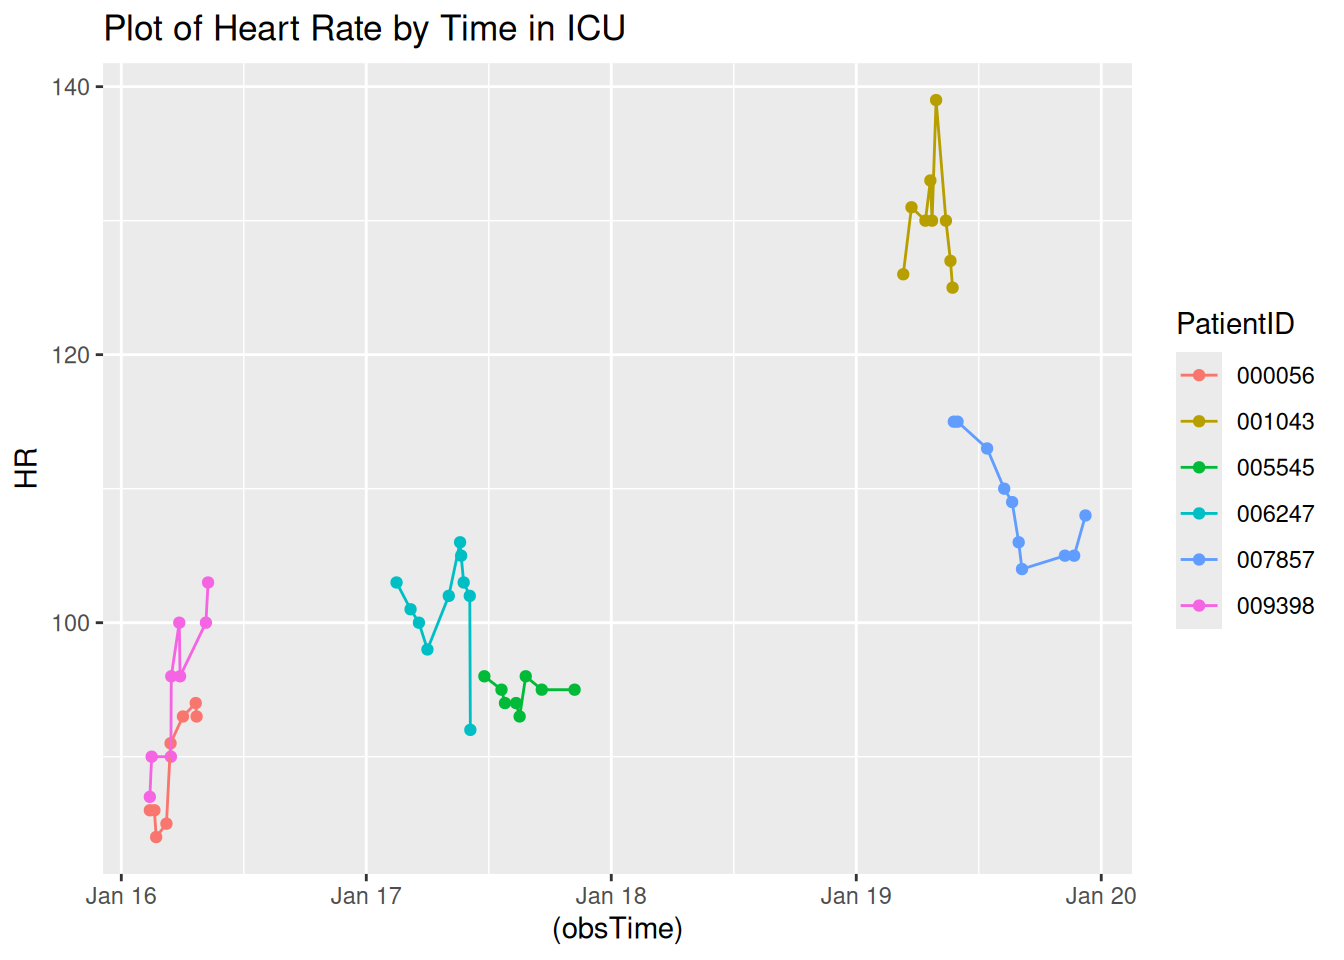 Plot of Heart Rate by Time in ICU
140
120
100
HR
Jan 16
Jan 17
Jan 18
Jan 19
Jan 20
(obsTime)
PatientID
000056
001043
005545
006247
007857
009398